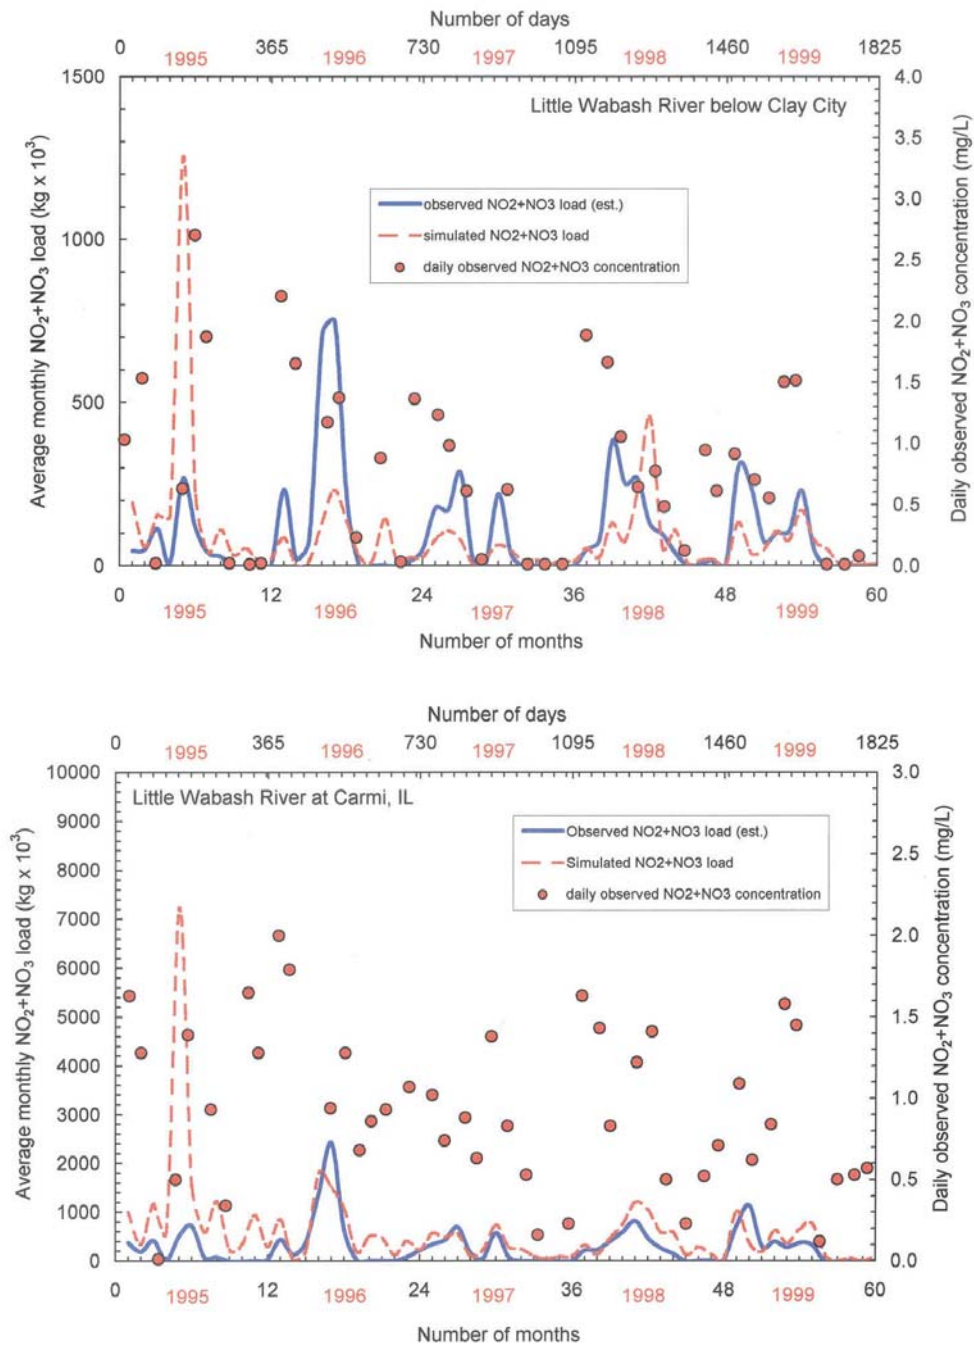 Number of days
0 365 730 1095 1460 1825
1995 1996 1997 1998 1999
1500 4.0
Little Wabash River below Clay City
3.5
3.0
observed NO2+NO3 load (est.)
simulated NO2+NO3 load
daily observed NO2+NO3 concentration
1000 2.5
2.0
500 1.5
1.0
0.5
0 0.0
Average monthly NO₂+NO₃ load (kg x 10³)
Daily observed NO₂+NO₃ concentration (mg/L)
0 12 24 36 48 60
1995 1996 1997 1998 1999
Number of months
Number of days
0 365 730 1095 1460 1825
1995 1996 1997 1998 1999
10000 3.0
Little Wabash River at Carmi, IL
9000
2.5
Observed NO2+NO3 load (est.)
Simulated NO2+NO3 load
daily observed NO2+NO3 concentration
8000
7000
2.0
6000
5000 1.5
4000
1.0
3000
2000
0.5
1000
0 0.0
Average monthly NO₂+NO₃ load (kg x 10³)
Daily observed NO₂+NO₃ concentration (mg/L)
0 12 24 36 48 60
1995 1996 1997 1998 1999
Number of months